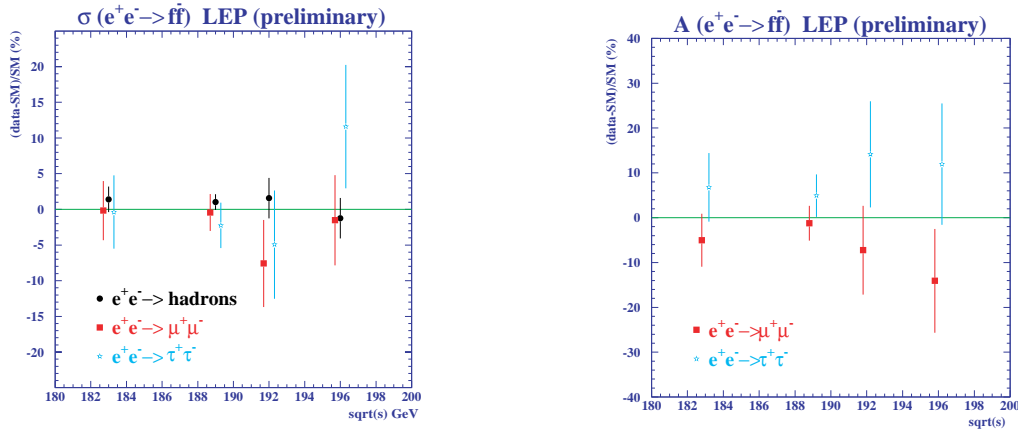 σ (e⁺e⁻->ff̄) LEP (preliminary)
(data-SM)/SM (%)
20
15
10
5
0
-5
-10
-15
-20
e⁺e⁻-> hadrons
e⁺e⁻-> μ⁺μ⁻
e⁺e⁻-> τ⁺τ⁻
180 182 184 186 188 190 192 194 196 198 200
sqrt(s) GeV
A (e⁺e⁻->ff̄) LEP (preliminary)
(data-SM)/SM (%)
40
30
20
10
0
-10
-20
-30
-40
e⁺e⁻->μ⁺μ⁻
e⁺e⁻->τ⁺τ⁻
180 182 184 186 188 190 192 194 196 198 200
sqrt(s)